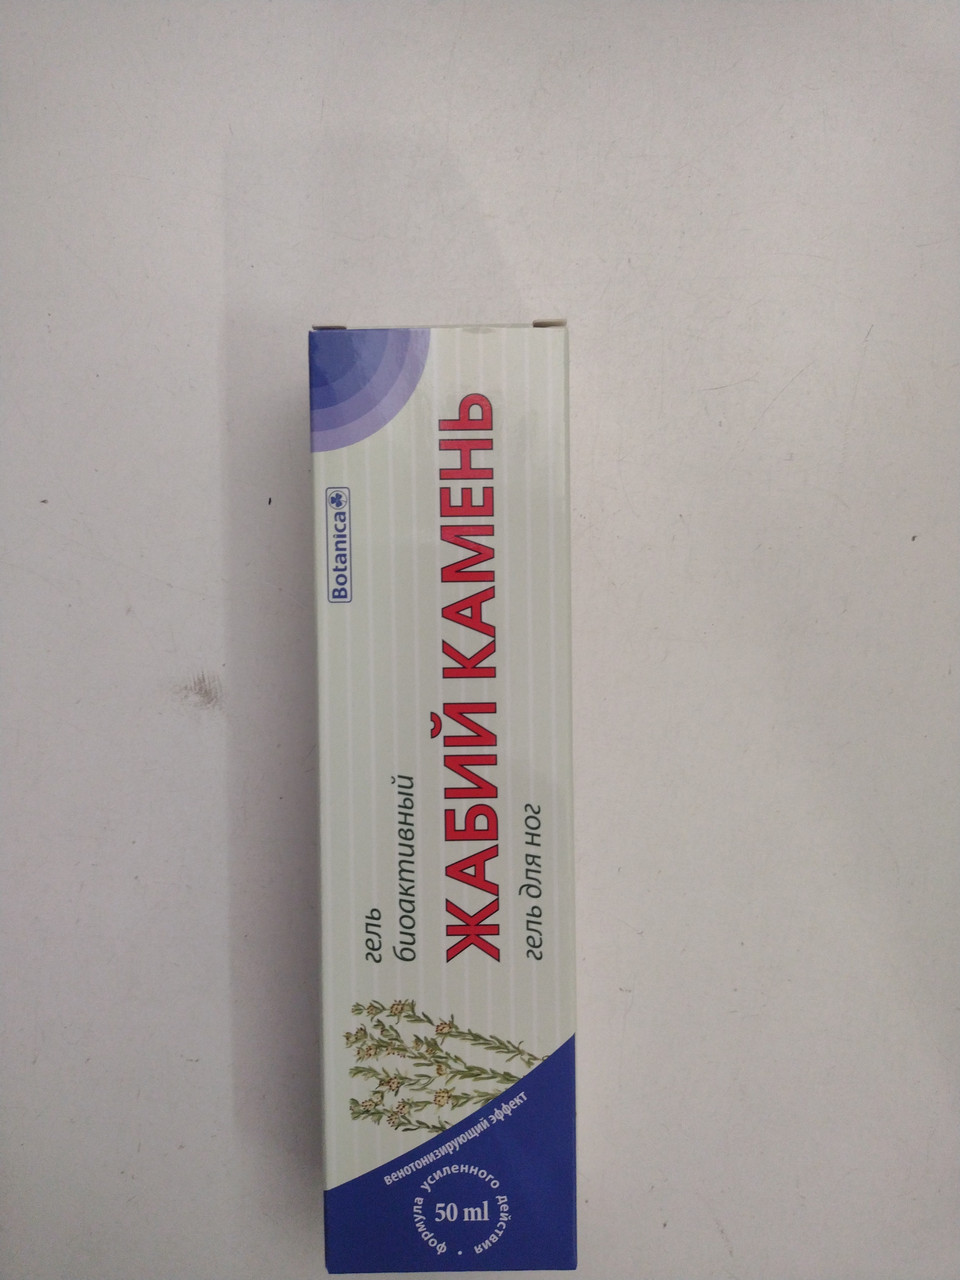 Botanica
гель
биоактивный
ЖАБИЙ КАМЕНЬ
гель для ног
венотонизирующий эффект
формула усиленного действия
50 ml